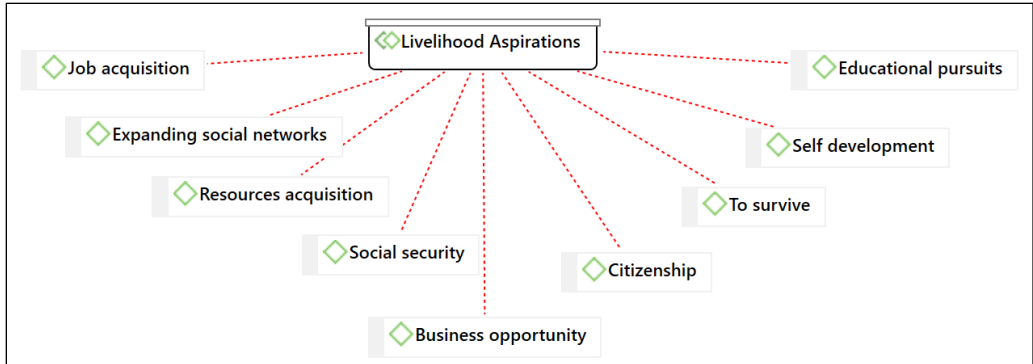 Livelihood Aspirations
Job acquisition
Educational pursuits
Expanding social networks
Self development
Resources acquisition
To survive
Social security
Citizenship
Business opportunity